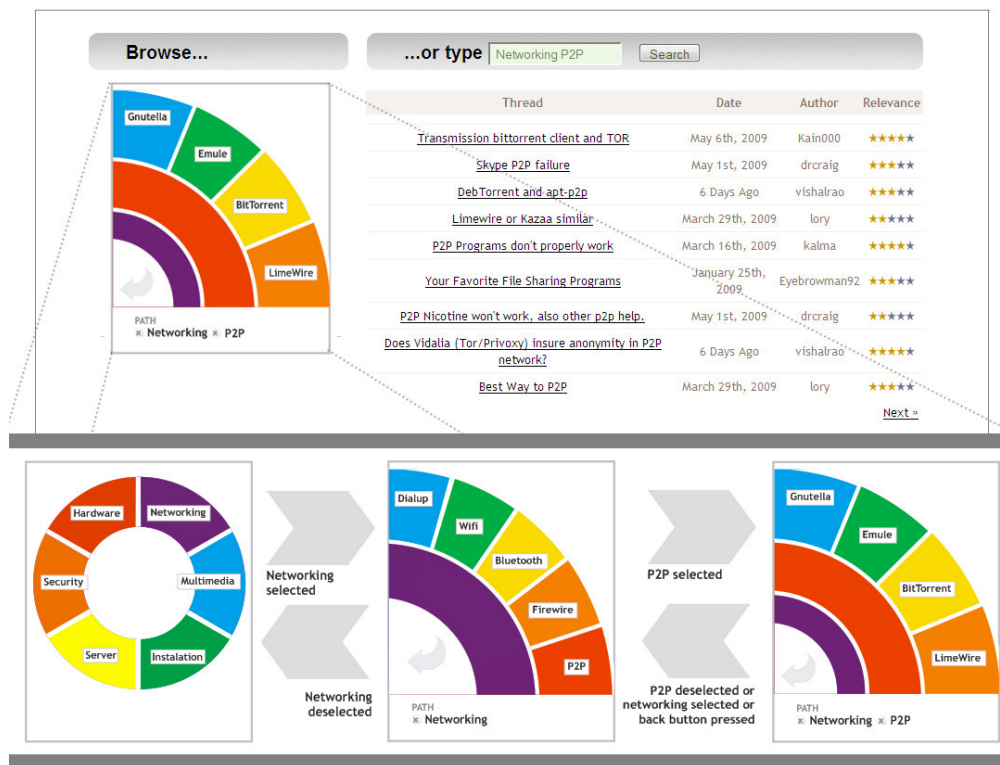 Browse...
...or type Networking P2P Search
Gnutella
Emule
BitTorrent
LimeWire
PATH
× Networking × P2P
Thread Date Author Relevance
Transmission bittorrent client and TOR May 6th, 2009 Kain000
Skype P2P failure May 1st, 2009 drcraig
DebTorrent and apt-p2p 6 Days Ago vishalrao
Limewire or Kazaa similar March 29th, 2009 lory
P2P Programs don't properly work March 16th, 2009 kalma
Your Favorite File Sharing Programs January 25th, 2009 Eyebrowman92
P2P Nicotine won't work, also other p2p help. May 1st, 2009 drcraig
Does Vidalia (Tor/Privoxy) insure anonymity in P2P
network? 6 Days Ago vishalrao
Best Way to P2P March 29th, 2009 lory
Next »
Hardware
Networking
Security
Multimedia
Server
Instalation
Networking
selected
Networking
deselected
Dialup
Wifi
Bluetooth
Firewire
P2P
PATH
× Networking
P2P selected
P2P deselected or
networking selected or
back button pressed
Gnutella
Emule
BitTorrent
LimeWire
PATH
× Networking × P2P